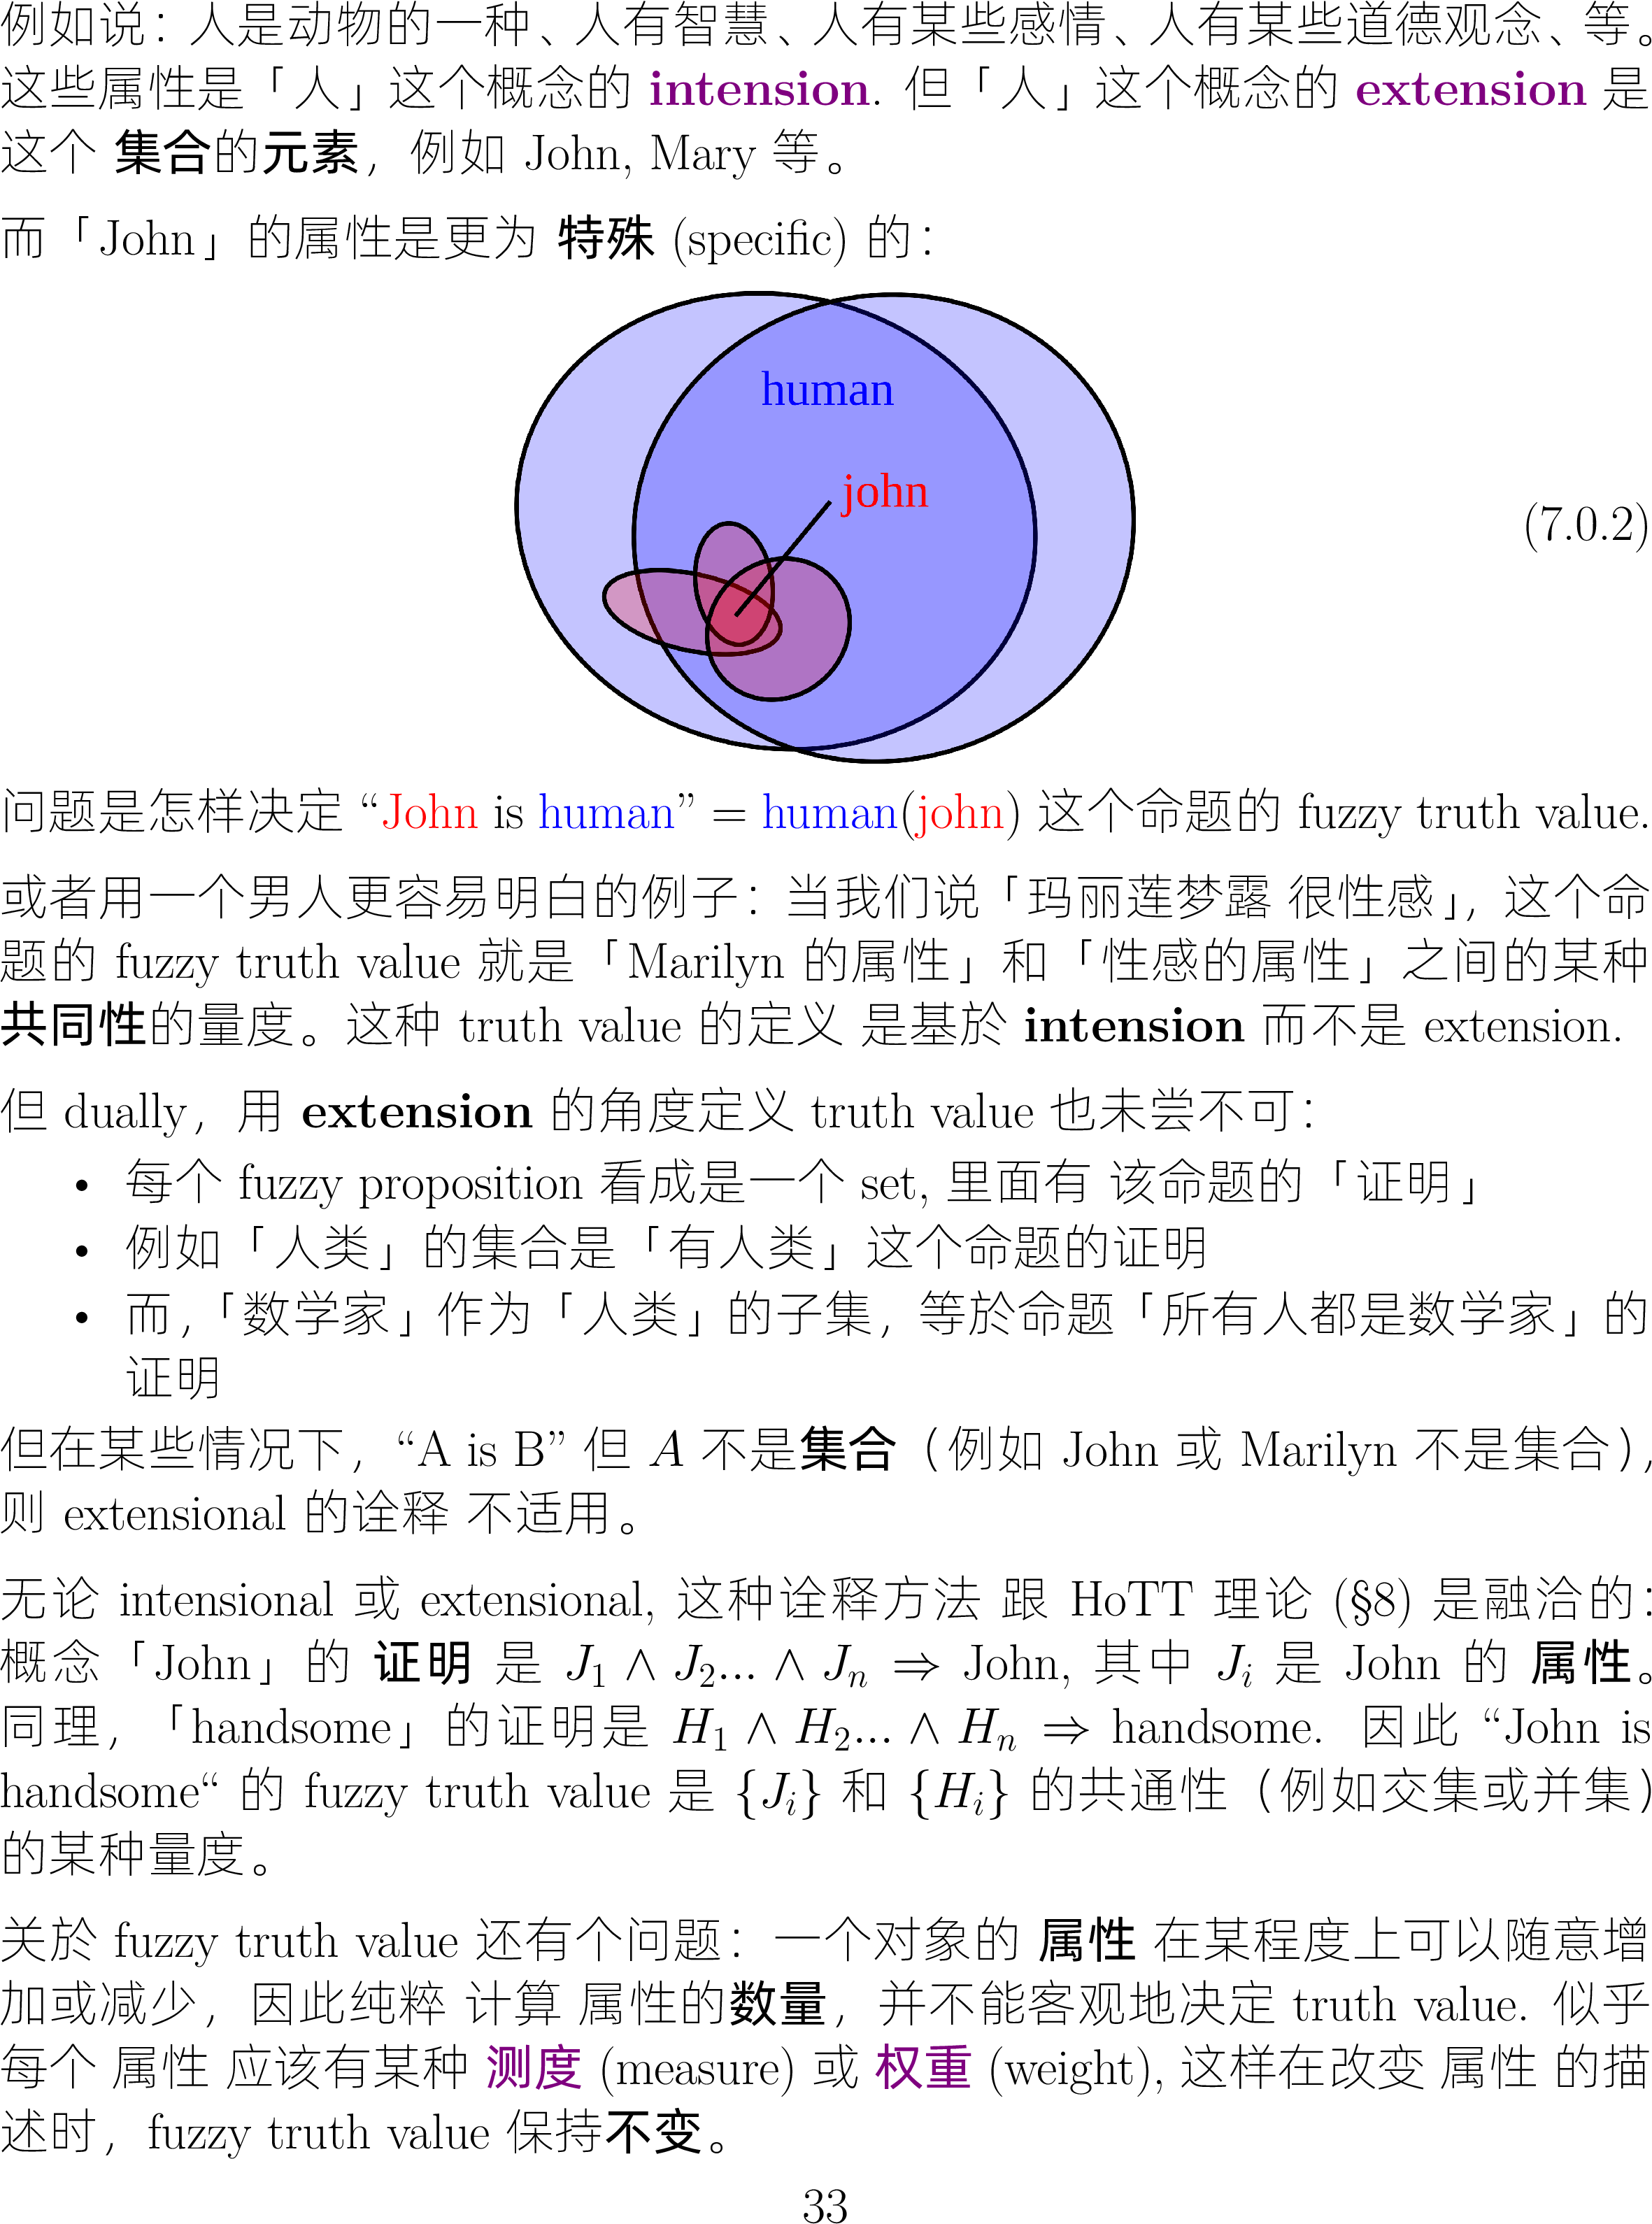 例如说：人是动物的一种、人有智慧、人有某些感情、人有某些道德观念、等。
这些属性是「人」这个概念的 intension. 但「人」这个概念的 extension 是
这个 集合的元素，例如 John, Mary 等。
而「John」的属性是更为 特殊 (specific) 的：
human
john
(7.0.2)
问题是怎样决定 “John is human” = human(john) 这个命题的 fuzzy truth value.
或者用一个男人更容易明白的例子：当我们说「玛丽莲梦露 很性感」，这个命
题的 fuzzy truth value 就是「Marilyn 的属性」和「性感的属性」之间的某种
共同性的量度。这种 truth value 的定义 是基於 intension 而不是 extension.
但 dually，用 extension 的角度定义 truth value 也未尝不可：
• 每个 fuzzy proposition 看成是一个 set, 里面有 该命题的「证明」
• 例如「人类」的集合是「有人类」这个命题的证明
• 而，「数学家」作为「人类」的子集，等於命题「所有人都是数学家」的
证明
但在某些情况下，“A is B” 但 A 不是集合（例如 John 或 Marilyn 不是集合），
则 extensional 的诠释 不适用。
无论 intensional 或 extensional, 这种诠释方法 跟 HoTT 理论 (§8) 是融洽的：
概念「John」的 证明 是 J₁ ∧ J₂... ∧ Jₙ ⇒ John, 其中 Jᵢ 是 John 的 属性。
同理，「handsome」的证明是 H₁ ∧ H₂... ∧ Hₙ ⇒ handsome. 因此 “John is
handsome“ 的 fuzzy truth value 是 {Jᵢ} 和 {Hᵢ} 的共通性（例如交集或并集）
的某种量度。
关於 fuzzy truth value 还有个问题：一个对象的 属性 在某程度上可以随意增
加或减少，因此纯粹 计算 属性的数量，并不能客观地决定 truth value. 似乎
每个 属性 应该有某种 测度 (measure) 或 权重 (weight), 这样在改变 属性 的描
述时，fuzzy truth value 保持不变。
33